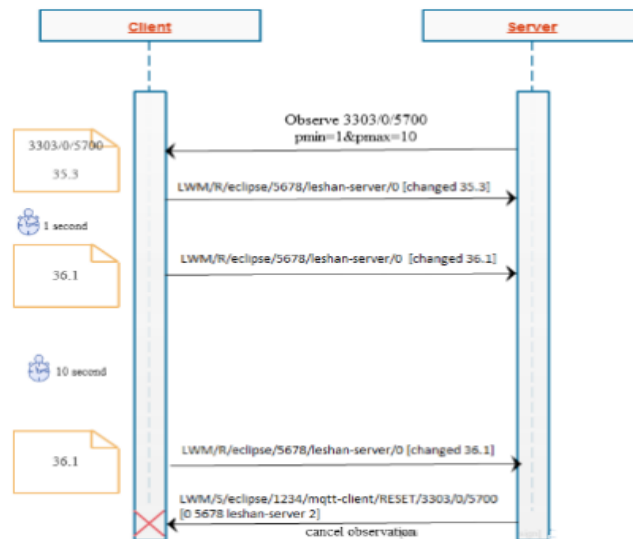 Client
Server
Observe 3303/0/5700
pmin=1&pmax=10
3303/0/5700
35.3
LWM/R/eclipse/5678/leshan-server/0 [changed 35.3]
1 second
LWM/R/eclipse/5678/leshan-server/0 [changed 36.1]
36.1
10 second
LWM/R/eclipse/5678/leshan-server/0 [changed 36.1]
36.1
LWM/S/eclipse/1234/mqtt-client/RESET/3303/0/5700
[0 5678 leshan-server 2]
cancel observation